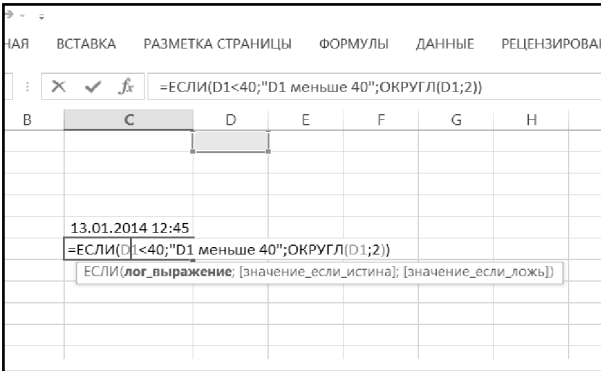 НАЯ ВСТАВКА РАЗМЕТКА СТРАНИЦЫ ФОРМУЛЫ ДАННЫЕ РЕЦЕНЗИРОВА
fx =ЕСЛИ(D1<40;"D1 меньше 40";ОКРУГЛ(D1;2))
B C D E F G H
13.01.2014 12:45
=ЕСЛИ(D1<40;"D1 меньше 40";ОКРУГЛ(D1;2))
ЕСЛИ(лог_выражение; [значение_если_истина]; [значение_если_ложь])